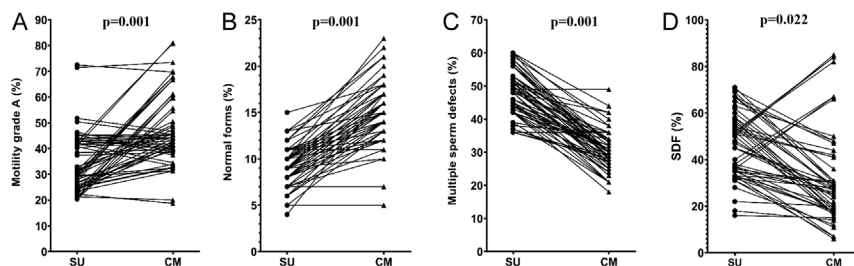 A
p=0.001
Motility grade A (%)
90
80
70
60
50
40
30
20
10
0
SU
CM
B
p=0.001
Normal forms (%)
25
20
15
10
5
0
SU
CM
C
p=0.001
Multiple sperm defects (%)
70
60
50
40
30
20
10
0
SU
CM
D
p=0.022
SDF (%)
100
80
60
40
20
0
SU
CM